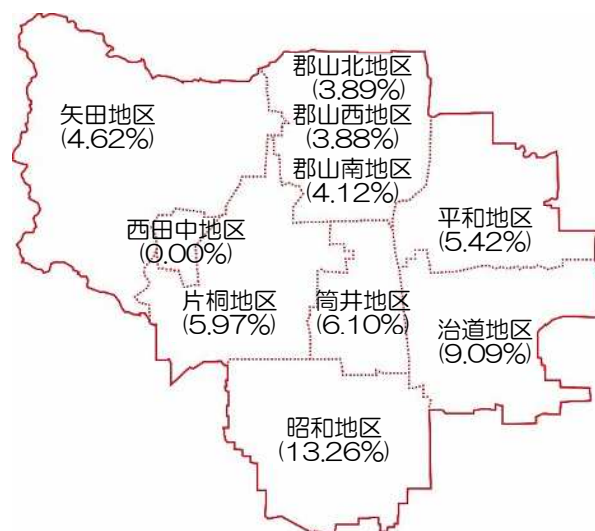 郡山北地区
(3.89%)
矢田地区
(4.62%)
郡山西地区
(3.88%)
郡山南地区
(4.12%)
平和地区
(5.42%)
西田中地区
(0.00%)
片桐地区
(5.97%)
筒井地区
(6.10%)
治道地区
(9.09%)
昭和地区
(13.26%)